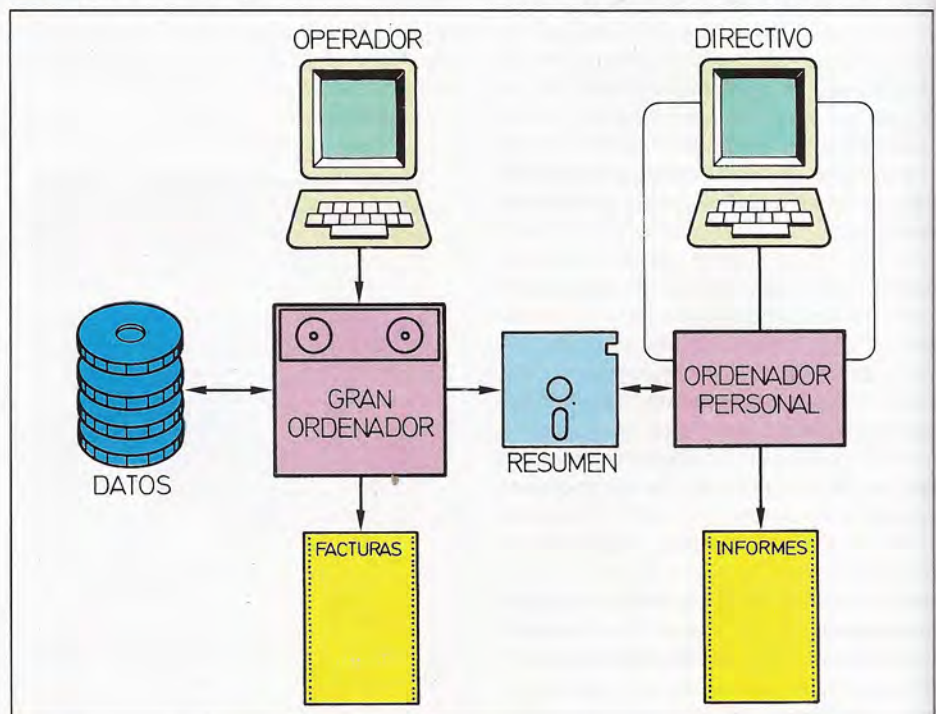 OPERADOR
DIRECTIVO
DATOS
GRAN
ORDENADOR
RESUMEN
ORDENADOR
PERSONAL
FACTURAS
INFORMES